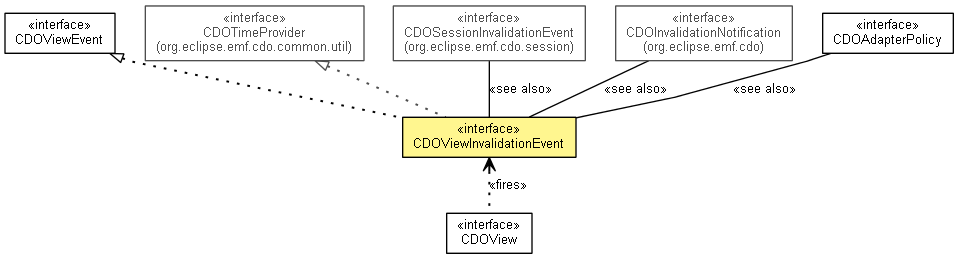 «interface»
CDOViewEvent
«interface»
CDOTimeProvider
(org.eclipse.emf.cdo.common.util)
«interface»
CDOSessionInvalidationEvent
(org.eclipse.emf.cdo.session)
«interface»
CDOInvalidationNotification
(org.eclipse.emf.cdo)
«interface»
CDOAdapterPolicy
«see also»
«see also»
«see also»
«interface»
CDOViewInvalidationEvent
«fires»
«interface»
CDOView